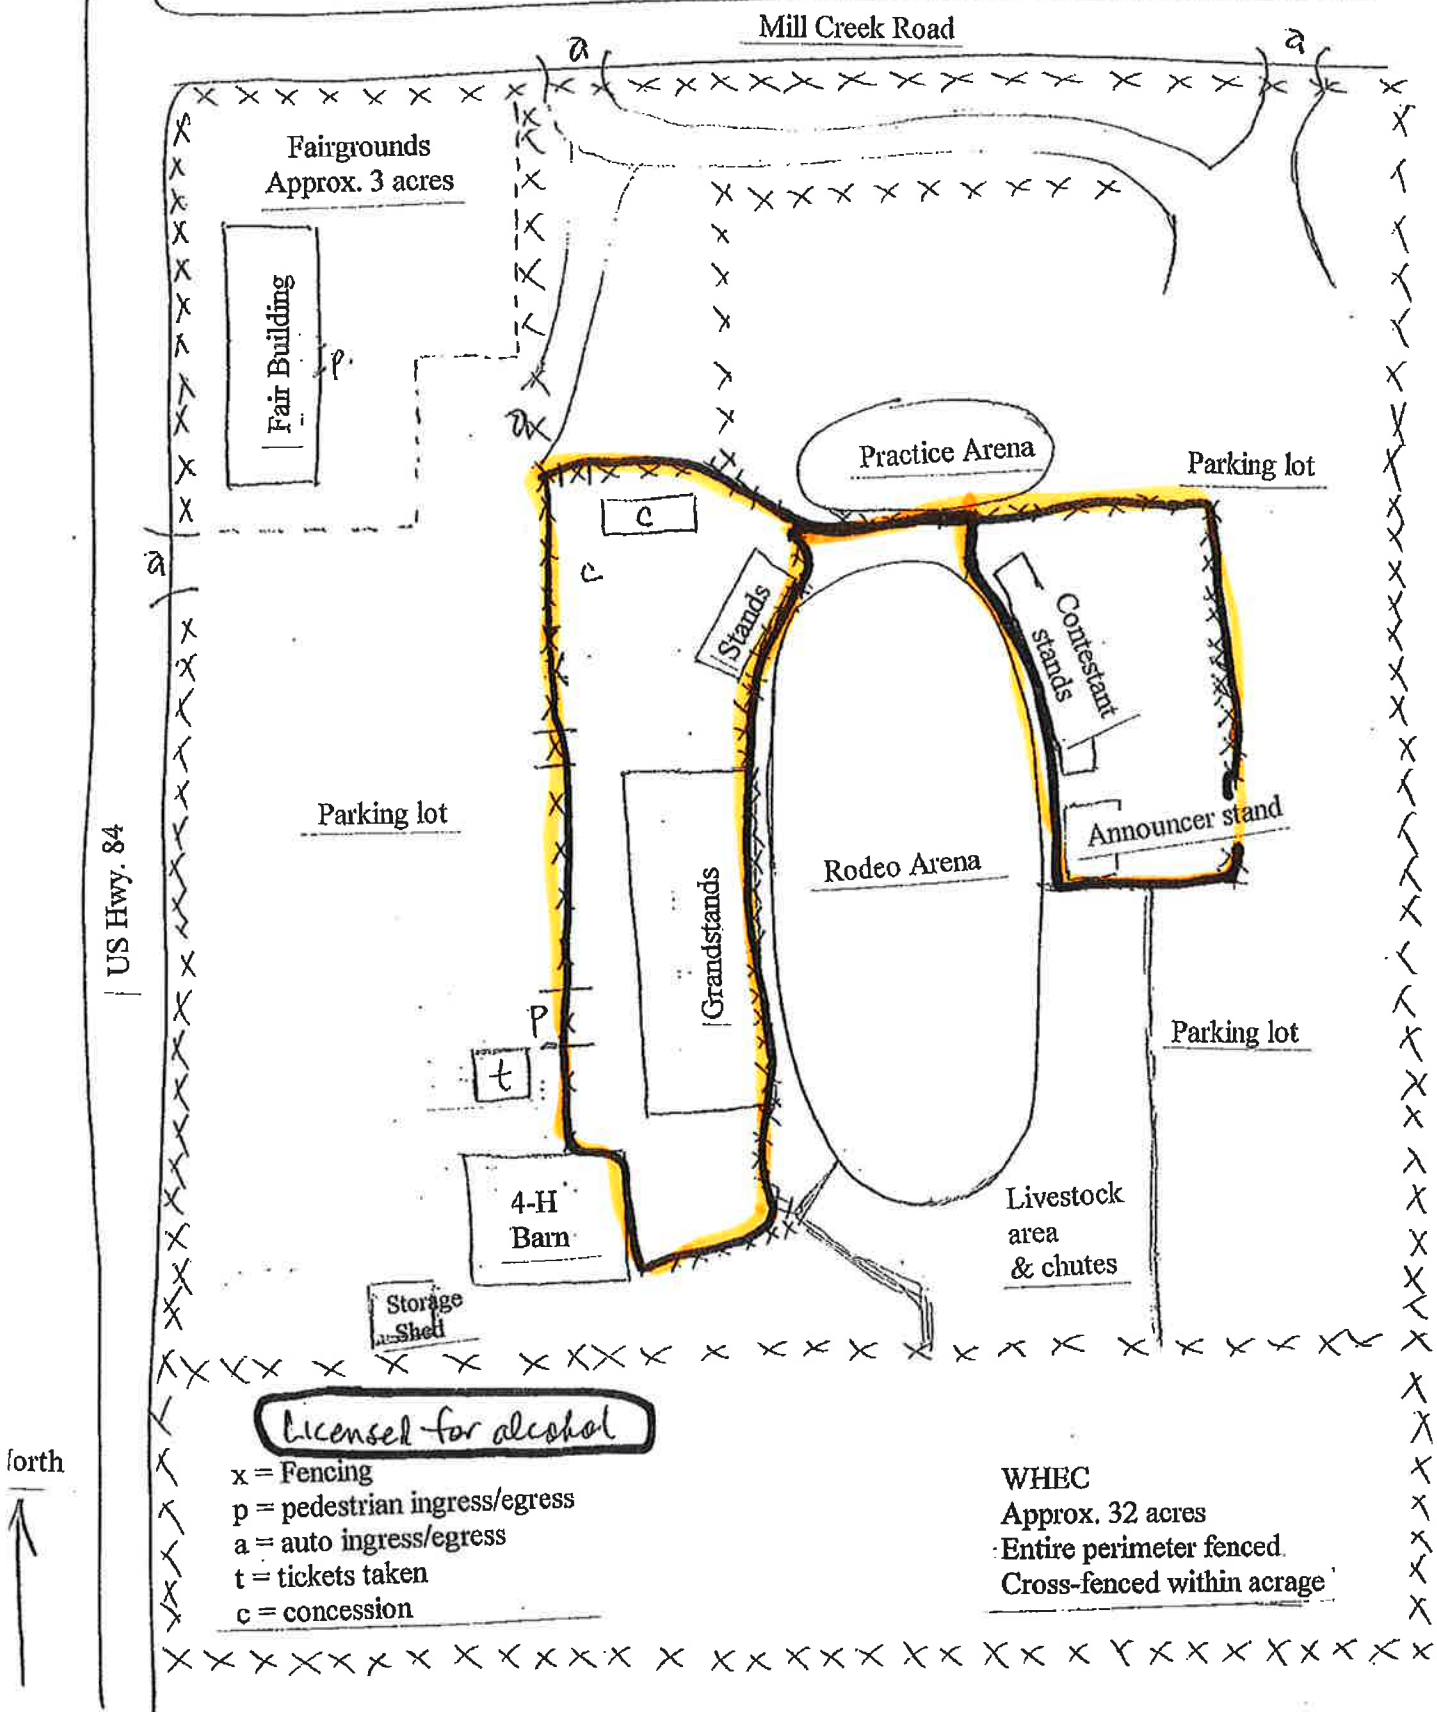 Mill Creek Road
a
a
Fairgrounds
Approx. 3 acres
Fair Building
p.
a
Practice Arena
Parking lot
c
c
a
Stands
Contestant
stands
Parking lot
Announcer stand
Rodeo Arena
US Hwy. 84
Grandstands
p
t
Parking lot
4-H
Barn
Livestock
area
& chutes
Storage
Shed
Licensed for alcohol
orth
x = Fencing
p = pedestrian ingress/egress
a = auto ingress/egress
t = tickets taken
c = concession
WHEC
Approx. 32 acres
Entire perimeter fenced
Cross-fenced within acrage